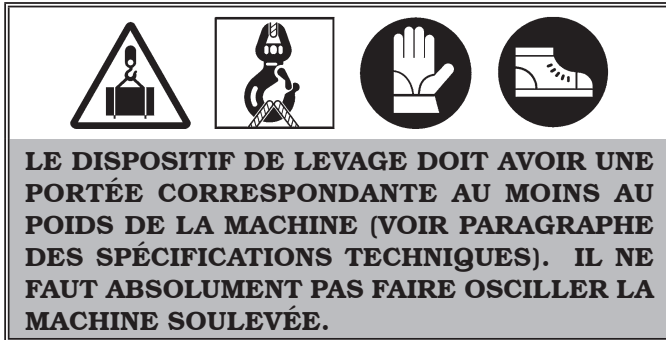 LE DISPOSITIF DE LEVAGE DOIT AVOIR UNE
PORTÉE CORRESPONDANTE AU MOINS AU
POIDS DE LA MACHINE (VOIR PARAGRAPHE
DES SPÉCIFICATIONS TECHNIQUES). IL NE
FAUT ABSOLUMENT PAS FAIRE OSCILLER LA
MACHINE SOULEVÉE.